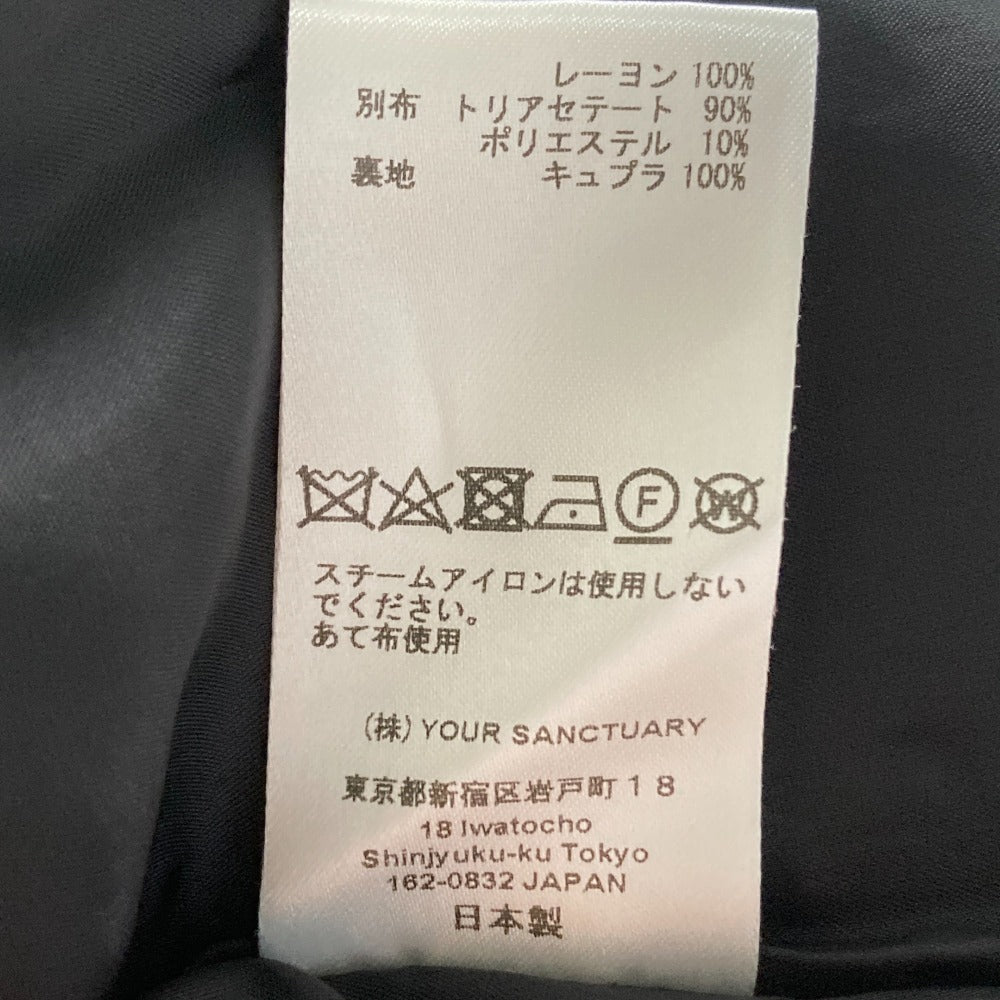 レーヨン 100%
別布 トリアセテート 90%
ポリエステル 10%
裏地 キュプラ 100%
F
W
スチームアイロンは使用しない
でください。
あて布使用
(株) YOUR SANCTUARY
東京都新宿区岩戸町18
18 Iwatocho
Shinjyuku-ku Tokyo
162-0832 JAPAN
日本製